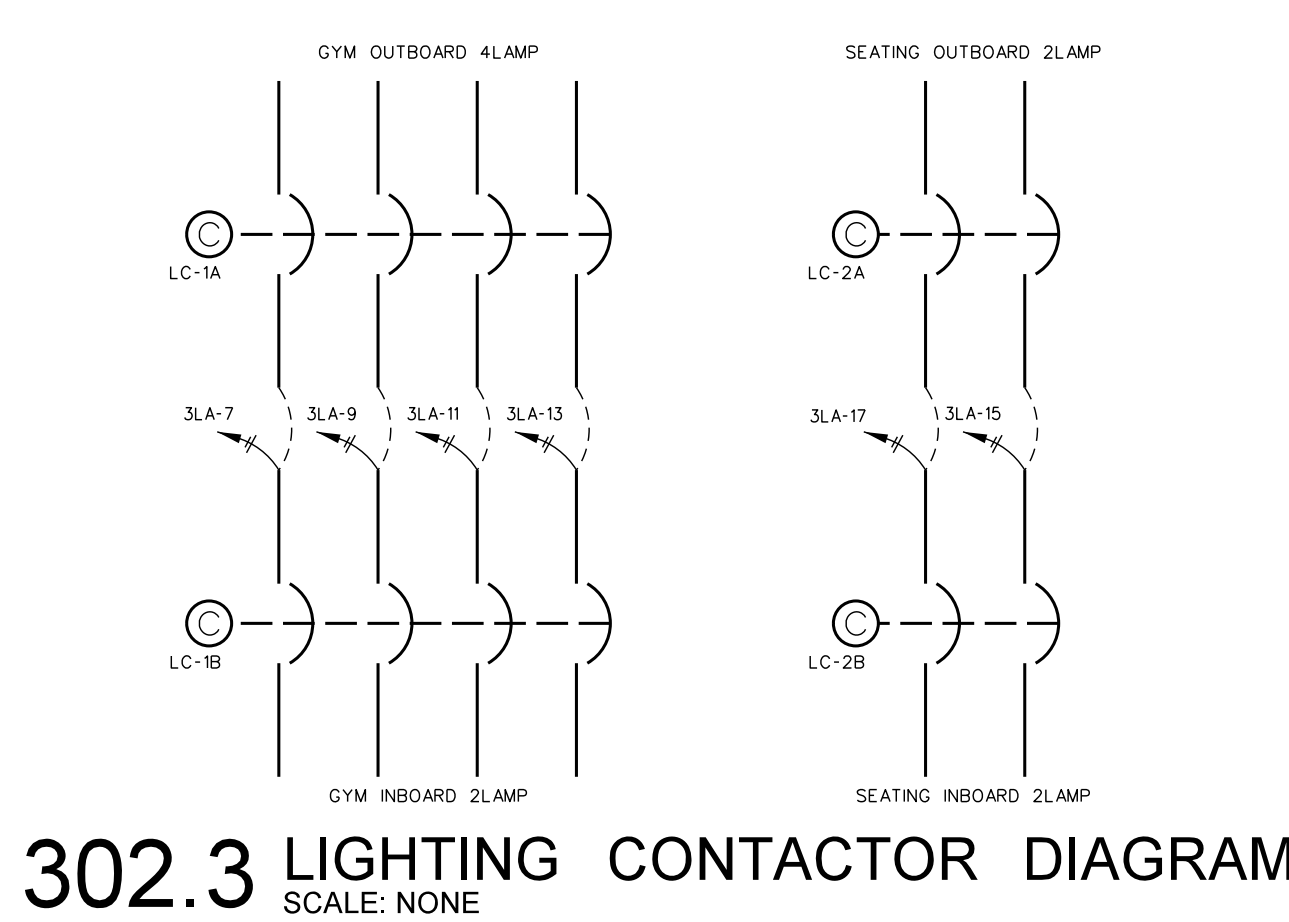 GYM OUTBOARD 4LAMP
SEATING OUTBOARD 2LAMP
C
C
LC-1A
LC-2A
3LA-7
3LA-9
3LA-11
3LA-13
3LA-17
3LA-15
C
C
LC-1B
LC-2B
GYM INBOARD 2LAMP
SEATING INBOARD 2LAMP
302.3 LIGHTING CONTACTOR DIAGRAM
SCALE: NONE